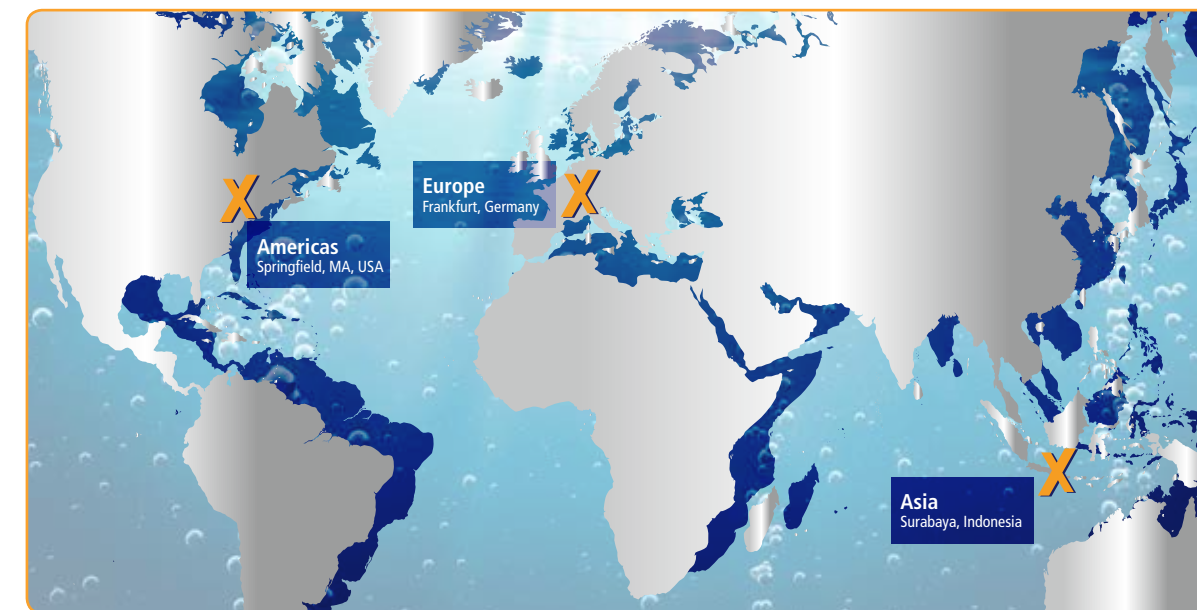 Europe
Frankfurt, Germany
Americas
Springfield, MA, USA
Asia
Surabaya, Indonesia